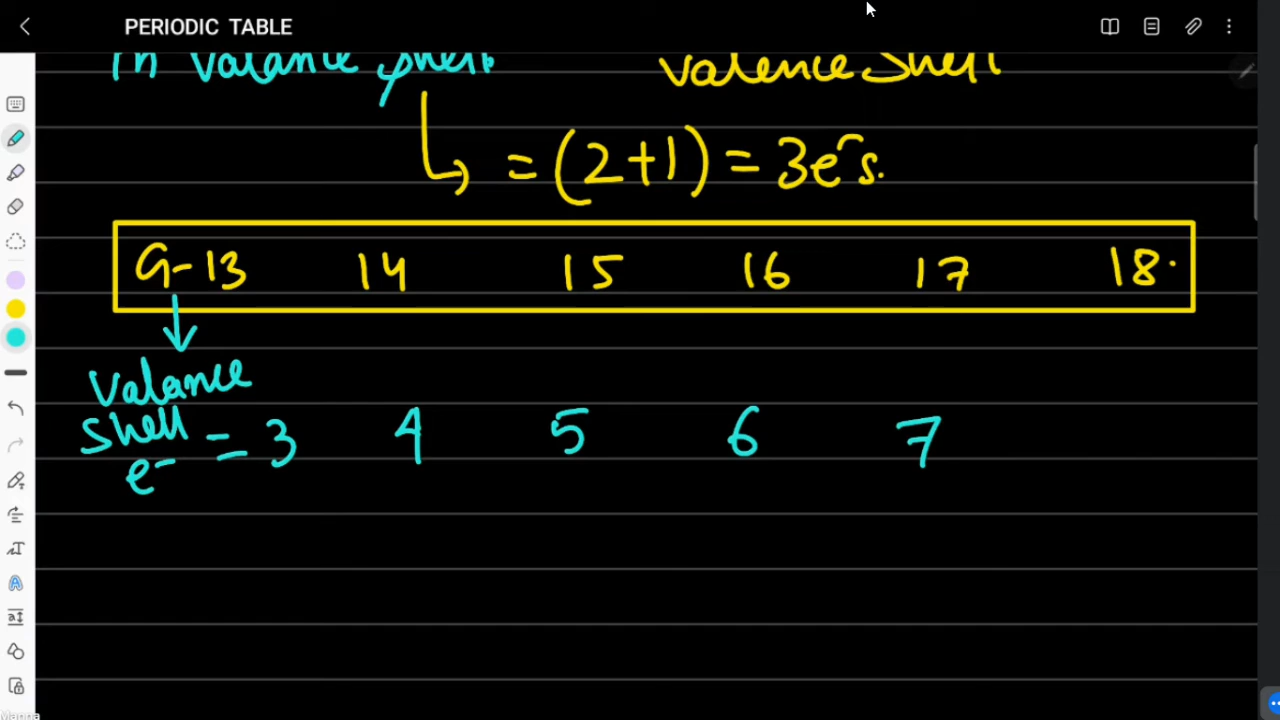 PERIODIC TABLE
in valance shell
valence shell
= (2+1) = 3e⁻s.
G-13 14 15 16 17 18.
Valance
shell
e⁻ = 3 4 5 6 7